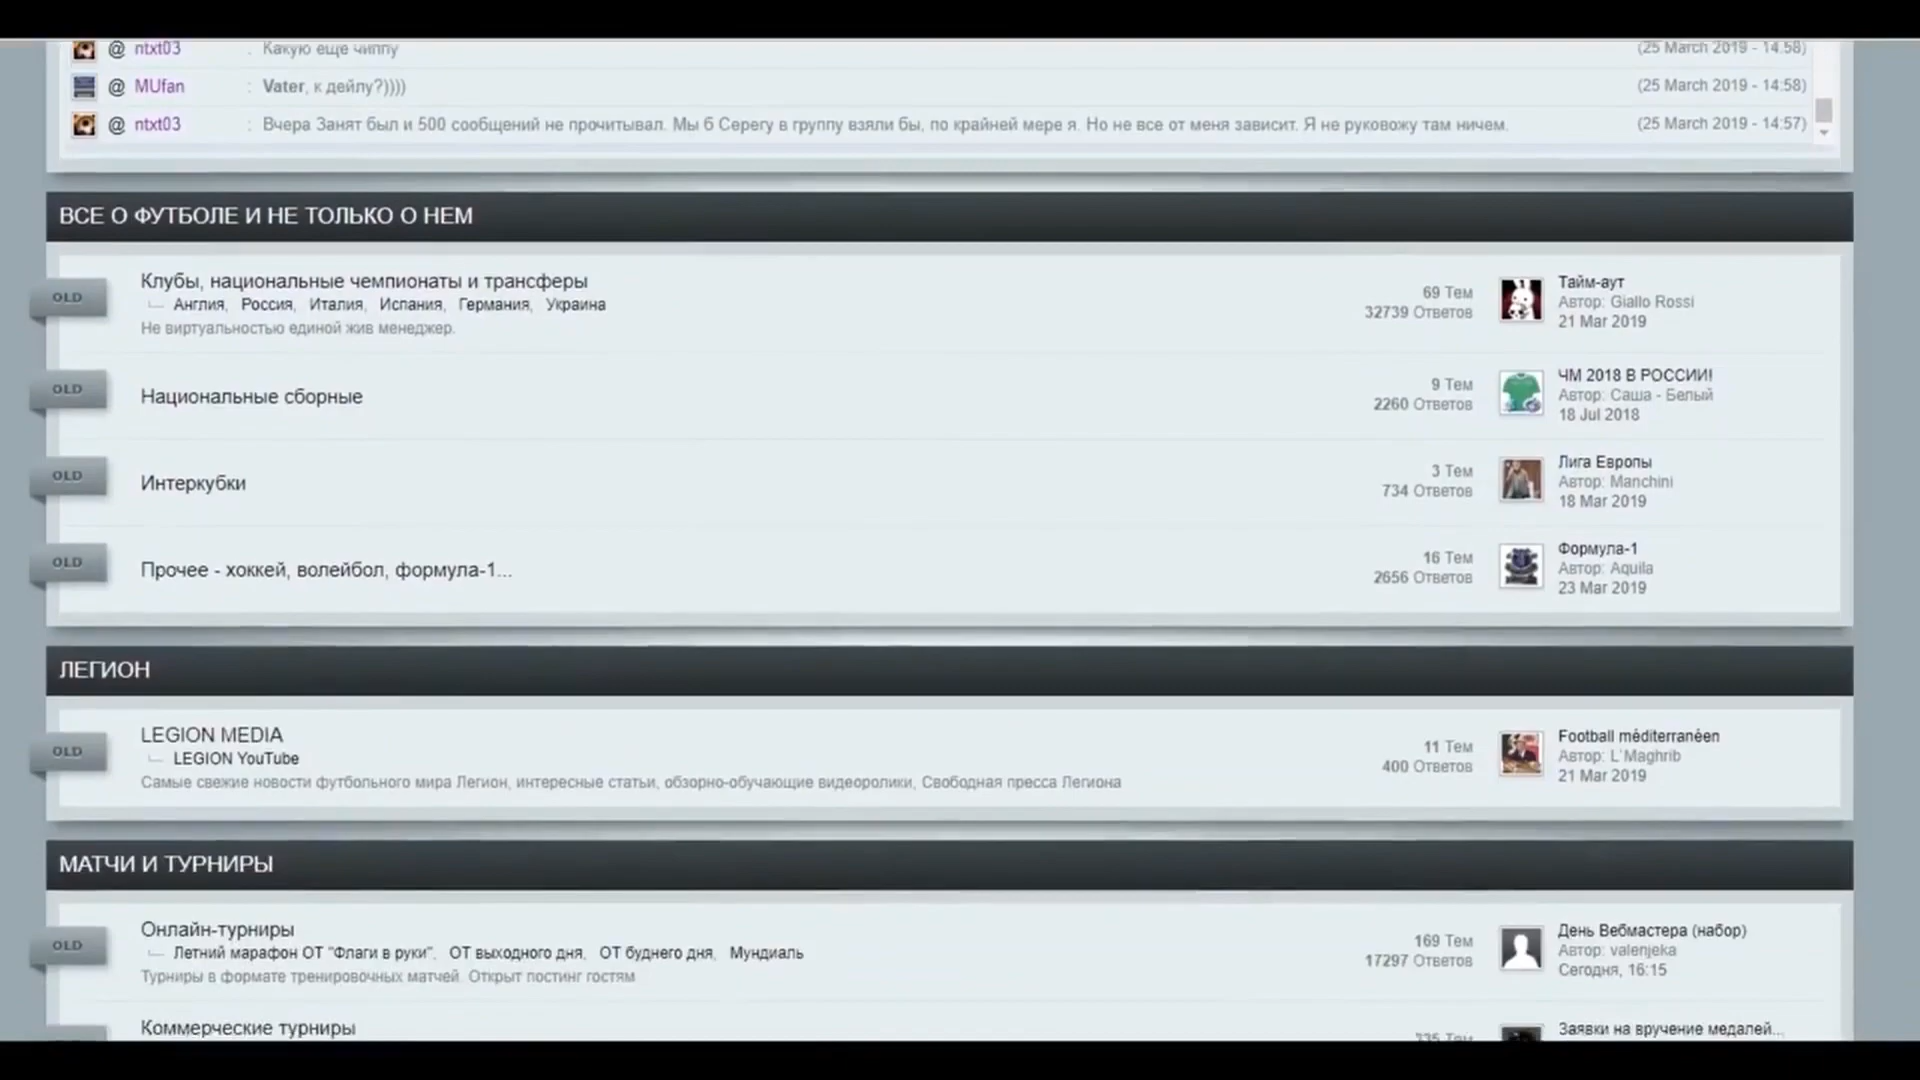 @ ntxt03 : Какую еще чиппу (25 March 2019 - 14:58)
@ MUfan : Vater, к дейлу?)))) (25 March 2019 - 14:58)
@ ntxt03 : Вчера Занят был и 500 сообщений не прочитывал. Мы б Серегу в группу взяли бы, по крайней мере я. Но не все от меня зависит. Я не руковожу там ничем. (25 March 2019 - 14:57)
ВСЕ О ФУТБОЛЕ И НЕ ТОЛЬКО О НЕМ
OLD
Клубы, национальные чемпионаты и трансферы
Англия, Россия, Италия, Испания, Германия, Украина
Не виртуальностью единой жив менеджер.
69 Тем
32739 Ответов
Тайм-аут
Автор: Giallo Rossi
21 Mar 2019
OLD
Национальные сборные
9 Тем
2260 Ответов
ЧМ 2018 В РОССИИ!
Автор: Саша - Белый
18 Jul 2018
OLD
Интеркубки
3 Тем
734 Ответов
Лига Европы
Автор: Manchini
18 Mar 2019
OLD
Прочее - хоккей, волейбол, формула-1...
16 Тем
2656 Ответов
Формула-1
Автор: Aquila
23 Mar 2019
ЛЕГИОН
OLD
LEGION MEDIA
LEGION YouTube
Самые свежие новости футбольного мира Легион, интересные статьи, обзорно-обучающие видеоролики, Свободная пресса Легиона
11 Тем
400 Ответов
Football méditerranéen
Автор: L`Maghrib
21 Mar 2019
МАТЧИ И ТУРНИРЫ
OLD
Онлайн-турниры
Летний марафон ОТ "Флаги в руки", ОТ выходного дня, ОТ буднего дня, Мундиаль
Турниры в формате тренировочных матчей. Открыт постинг гостям
169 Тем
17297 Ответов
День Вебмастера (набор)
Автор: valenjeka
Сегодня, 16:15
Коммерческие турниры
335 Тем
Заявки на вручение медалей...